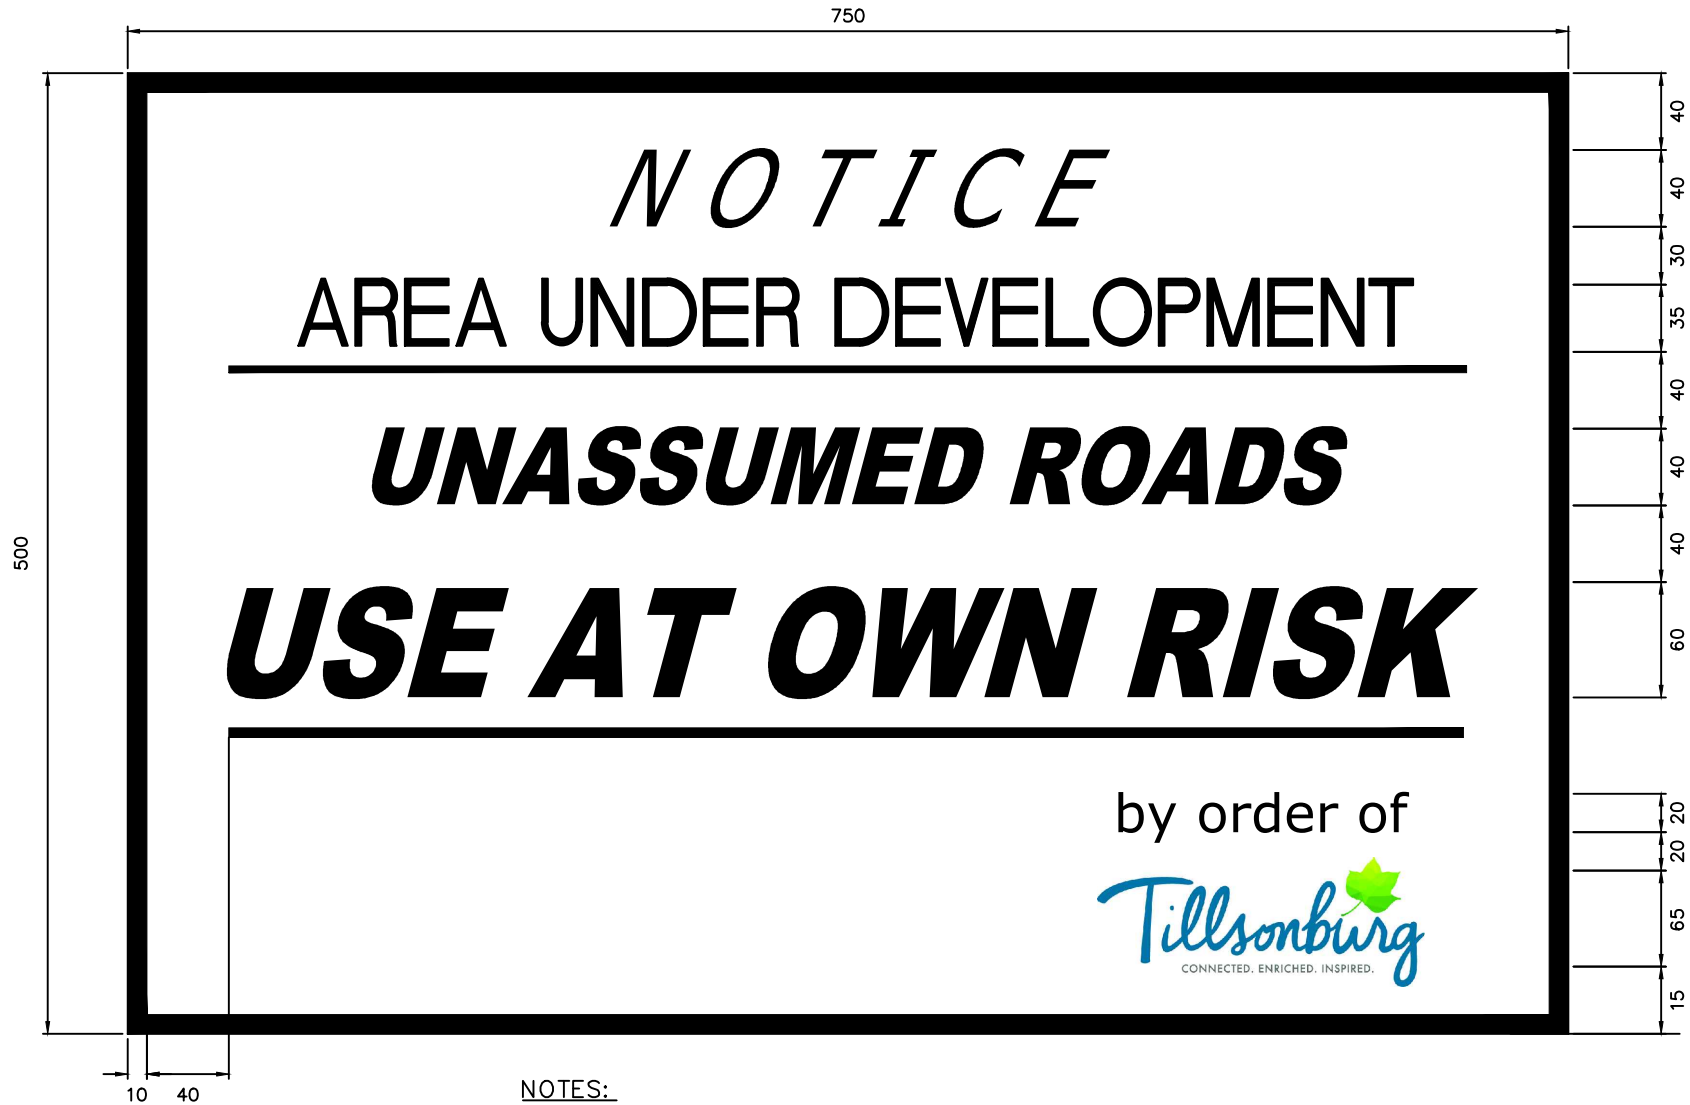 750
500
NOTICE
40
40
30
AREA UNDER DEVELOPMENT
35
40
UNASSUMED ROADS
40
40
USE AT OWN RISK
60
by order of
20
20
Tillsonburg
65
CONNECTED. ENRICHED. INSPIRED.
15
10 40
NOTES: